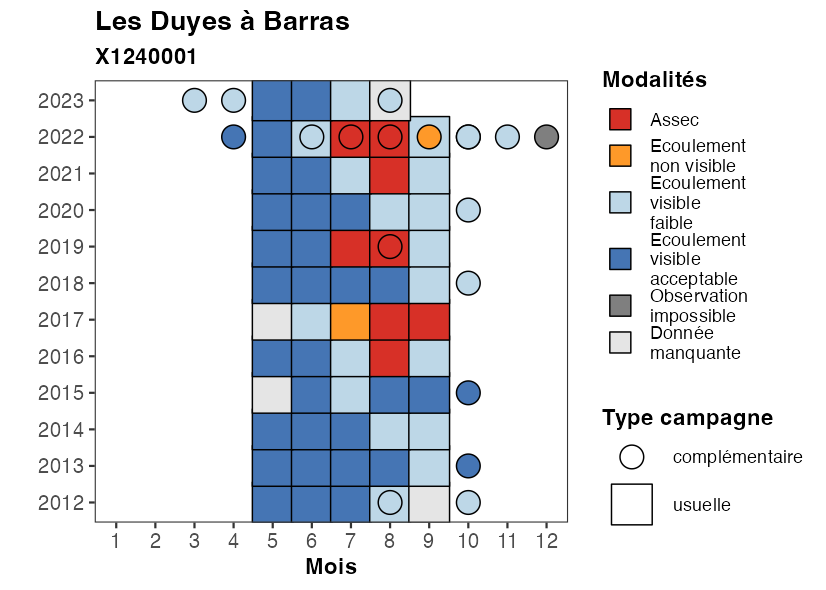 Les Duyes à Barras
X1240001
2023
2022
2021
2020
2019
2018
2017
2016
2015
2014
2013
2012
1 2 3 4 5 6 7 8 9 10 11 12
Mois
Modalités
Assec
Ecoulement
non visible
Ecoulement
visible
faible
Ecoulement
visible
acceptable
Observation
impossible
Donnée
manquante
Type campagne
complémentaire
usuelle